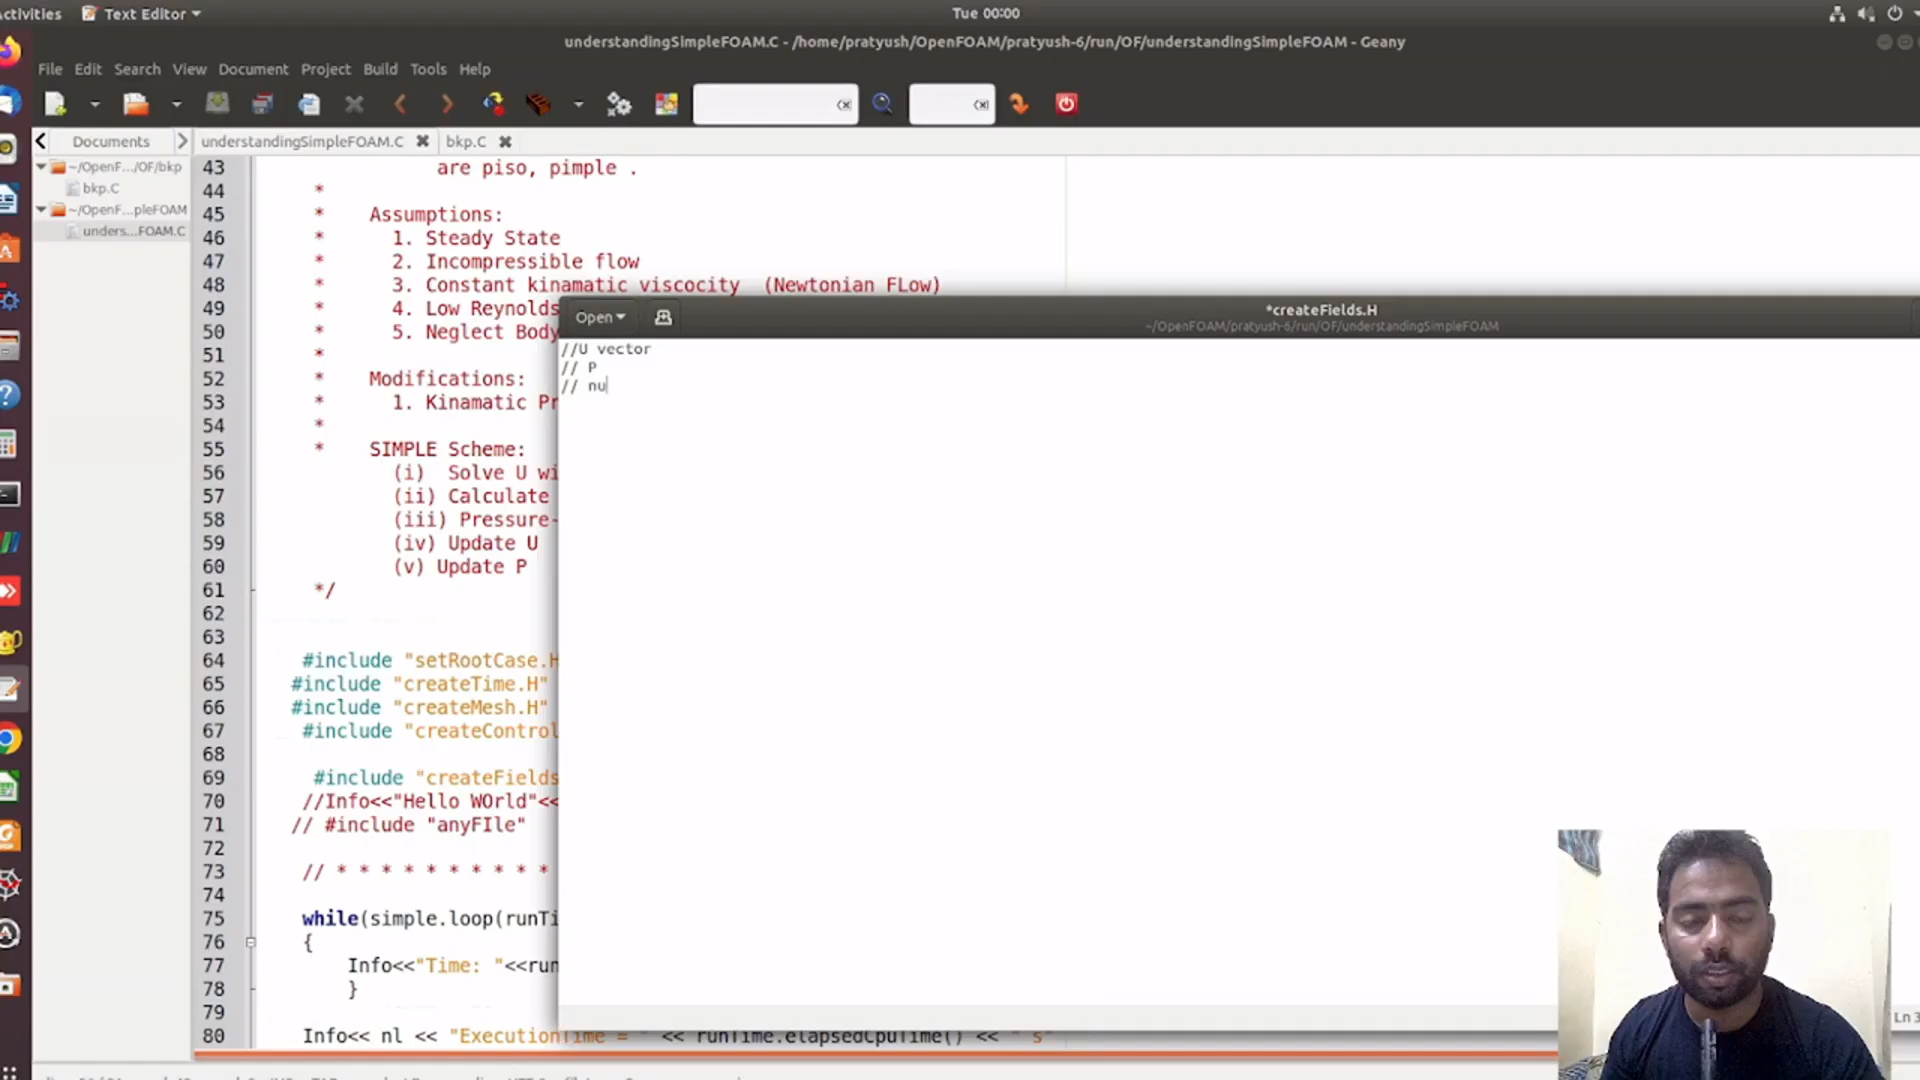 Activities
Text Editor
Tue 00:00
understandingSimpleFOAM.C - /home/pratyush/OpenFOAM/pratyush-6/run/OF/understandingSimpleFOAM - Geany
File Edit Search View Document Project Build Tools Help
Documents
understandingSimpleFOAM.C
bkp.C
~/OpenF.../OF/bkp
bkp.C
~/OpenF...pleFOAM
unders...FOAM.C
43 are piso, pimple .
44 *
45 * Assumptions:
46 * 1. Steady State
47 * 2. Incompressible flow
48 * 3. Constant kinamatic viscocity (Newtonian FLow)
49 * 4. Low Reynolds
50 * 5. Neglect Body
51 *
52 * Modifications:
53 * 1. Kinamatic Pr
54 *
55 * SIMPLE Scheme:
56 (i) Solve U wi
57 (ii) Calculate
58 (iii) Pressure-
59 (iv) Update U
60 (v) Update P
61 */
62
63
64 #include "setRootCase.H
65 #include "createTime.H"
66 #include "createMesh.H"
67 #include "createControl
68
69 #include "createFields
70 //Info<<"Hello WOrld"<<
71 // #include "anyFIle"
72
73 // * * * * * * * * * *
74
75 while(simple.loop(runTi
76 {
77 Info<<"Time: "<<run
78 }
79
80 Info<< nl << "ExecutionTime = " << runTime.elapsedCpuTime() << " s"
Open
*createFields.H
~/OpenFOAM/pratyush-6/run/OF/understandingSimpleFOAM
//U vector
// P
// nu
Ln 3